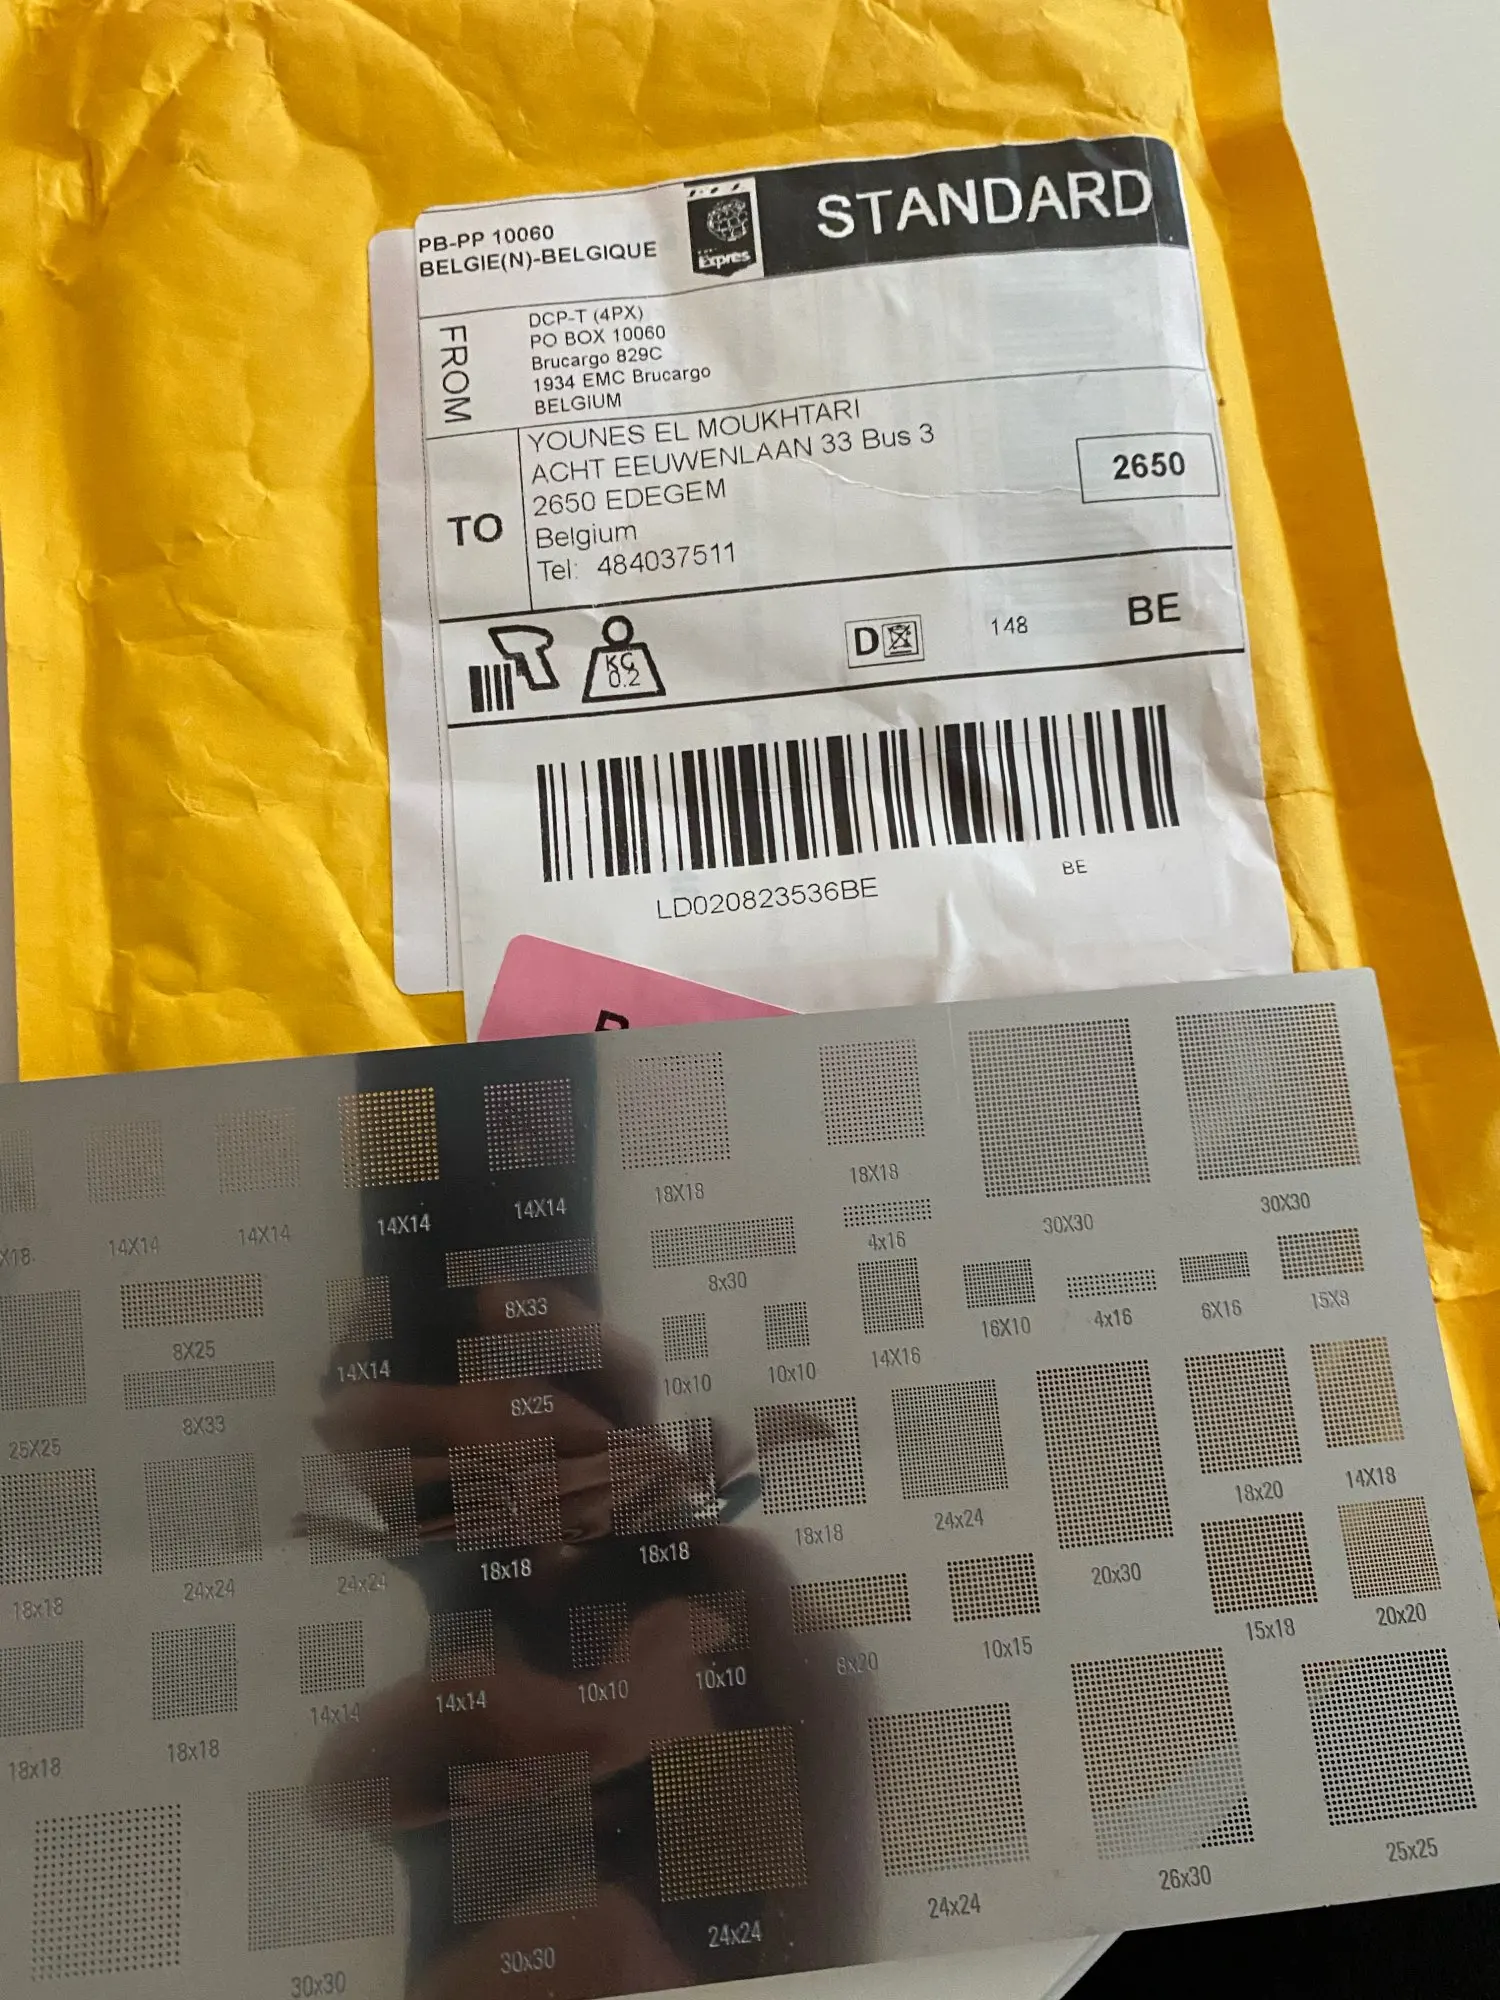 PB-PP 10060
BELGIE(N)-BELGIQUE
Expres
STANDARD
FROM
DCP-T (4PX)
PO BOX 10060
Brucargo 829C
1934 EMC Brucargo
BELGIUM
TO
YOUNES EL MOUKHTARI
ACHT EEUWENLAAN 33 Bus 3
2650 EDEGEM
Belgium
Tel: 484037511
2650
KG
0.2
D
148
BE
LD020823536BE
BE
14X14
14X14
14X14
14X14
18X18
18X18
30X30
30X30
8X25
14X14
8X33
8x30
4x16
25X25
8X33
8X25
10x10
10x10
14X16
16X10
4x16
6X16
18x18
24x24
24x24
18x18
18x18
18x18
24x24
20x30
18x20
14X18
18x18
18x18
14x14
14x14
10x10
10x10
8x20
10x15
15x18
20x20
30x30
30x30
24x24
24x24
26x30
25x25